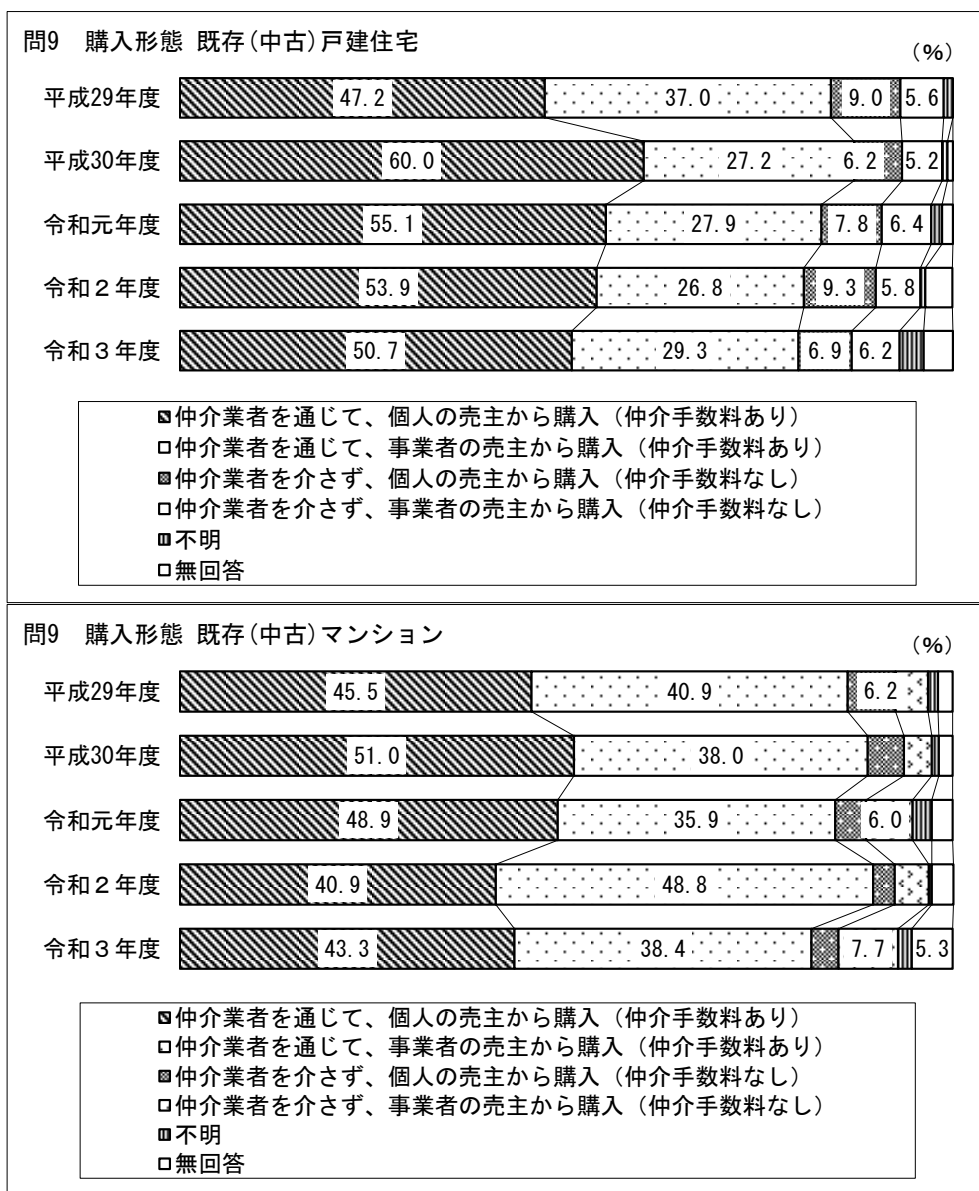 問9 購入形態 既存(中古)戸建住宅
(%)
平成29年度 47.2 37.0 9.0 5.6
平成30年度 60.0 27.2 6.2 5.2
令和元年度 55.1 27.9 7.8 6.4
令和２年度 53.9 26.8 9.3 5.8
令和３年度 50.7 29.3 6.9 6.2
仲介業者を通じて、個人の売主から購入（仲介手数料あり）
仲介業者を通じて、事業者の売主から購入（仲介手数料あり）
仲介業者を介さず、個人の売主から購入（仲介手数料なし）
仲介業者を介さず、事業者の売主から購入（仲介手数料なし）
不明
無回答
問9 購入形態 既存(中古)マンション
(%)
平成29年度 45.5 40.9 6.2
平成30年度 51.0 38.0
令和元年度 48.9 35.9 6.0
令和２年度 40.9 48.8
令和３年度 43.3 38.4 7.7 5.3
仲介業者を通じて、個人の売主から購入（仲介手数料あり）
仲介業者を通じて、事業者の売主から購入（仲介手数料あり）
仲介業者を介さず、個人の売主から購入（仲介手数料なし）
仲介業者を介さず、事業者の売主から購入（仲介手数料なし）
不明
無回答